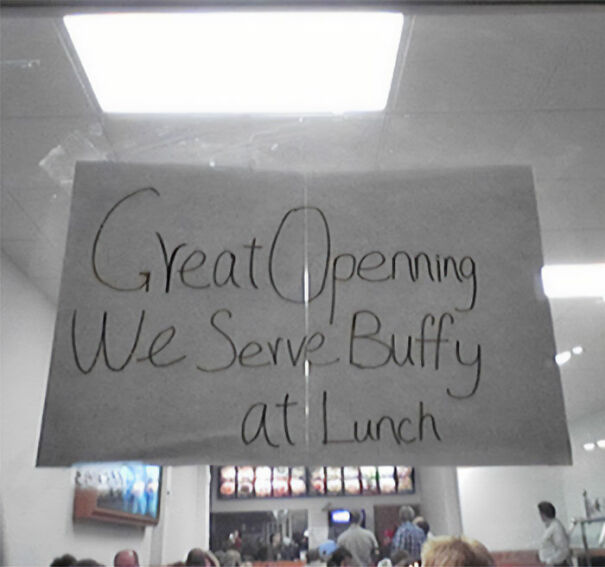 Great Openning
We Serve Buffy
at Lunch